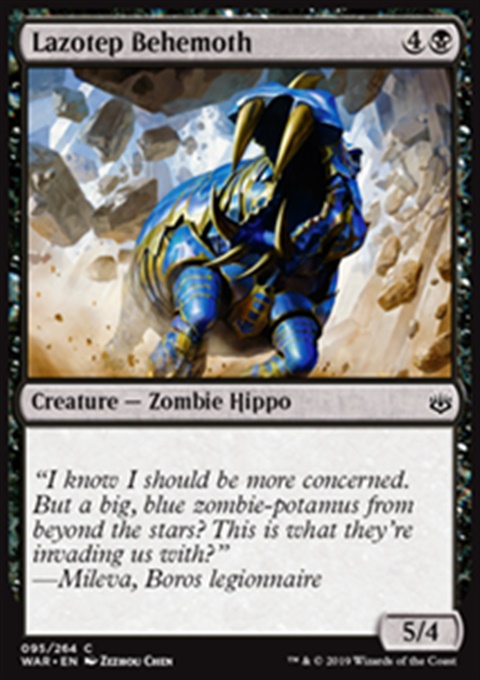 Lazotep Behemoth 4
Creature — Zombie Hippo
“I know I should be more concerned.
But a big, blue zombie-potamus from
beyond the stars? This is what they’re
invading us with?”
—Mileva, Boros legionnaire
5/4
095/264 C
WAR • EN Zezhou Chen
™ & © 2019 Wizards of the Coast